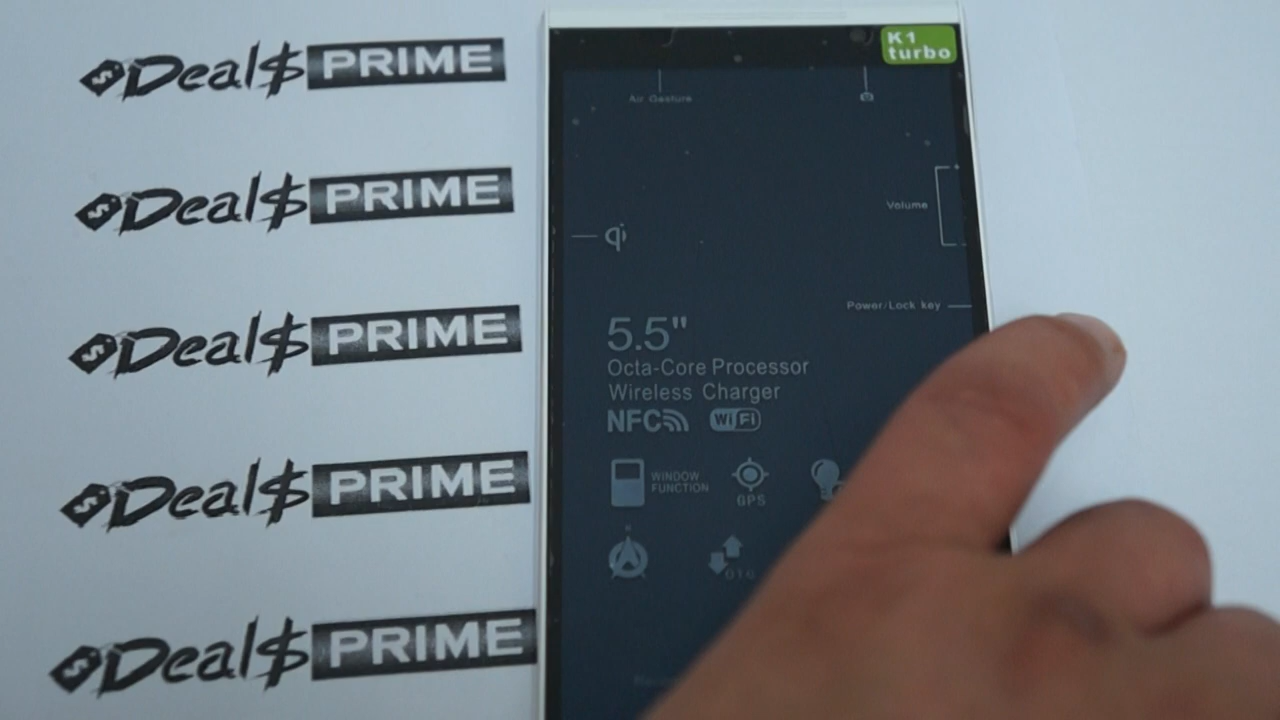 Deal$ PRIME
Deal$ PRIME
Deal$ PRIME
Deal$ PRIME
Deal$ PRIME
K1
turbo
Air Gesture
Volume
qi
Power/Lock key
5.5"
Octa-Core Processor
Wireless Charger
NFC WiFi
WINDOW
FUNCTION
GPS